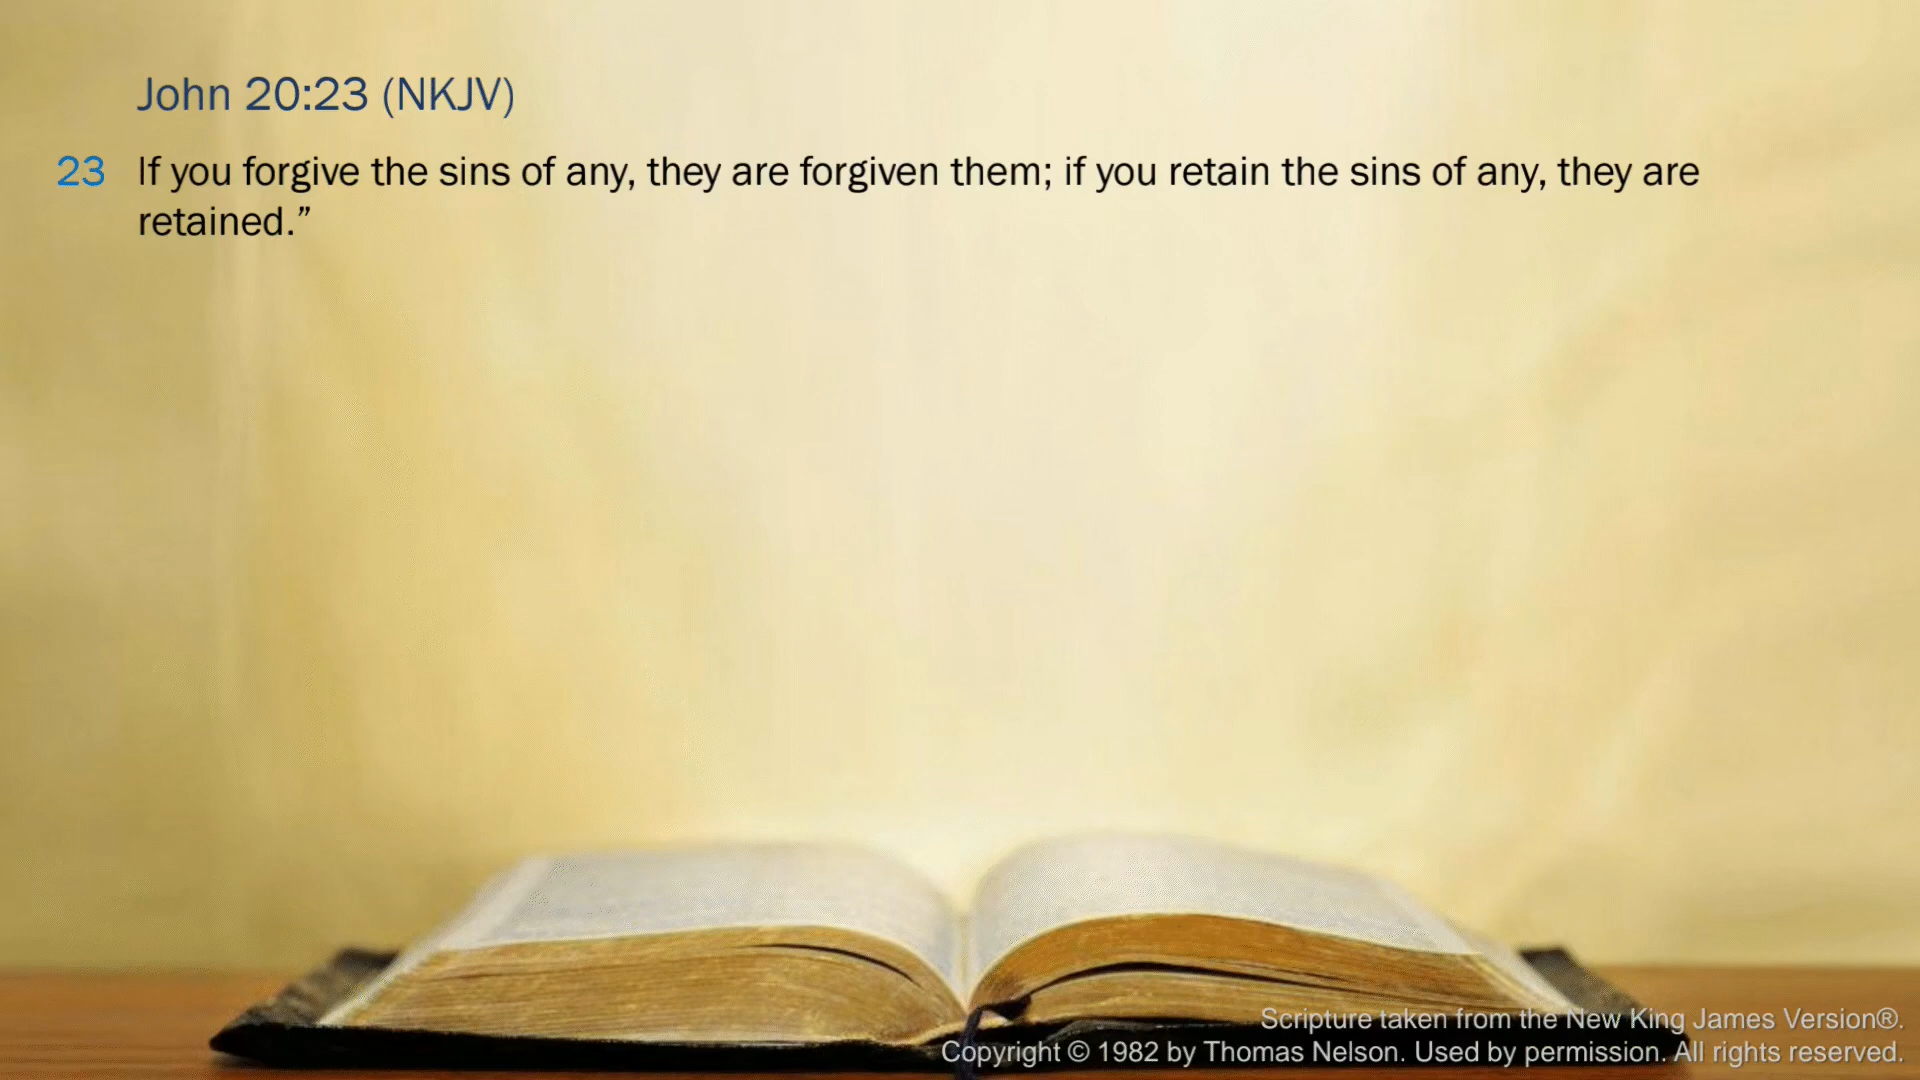 John 20:23 (NKJV)
23 If you forgive the sins of any, they are forgiven them; if you retain the sins of any, they are
retained.”
Scripture taken from the New King James Version®.
Copyright © 1982 by Thomas Nelson. Used by permission. All rights reserved.